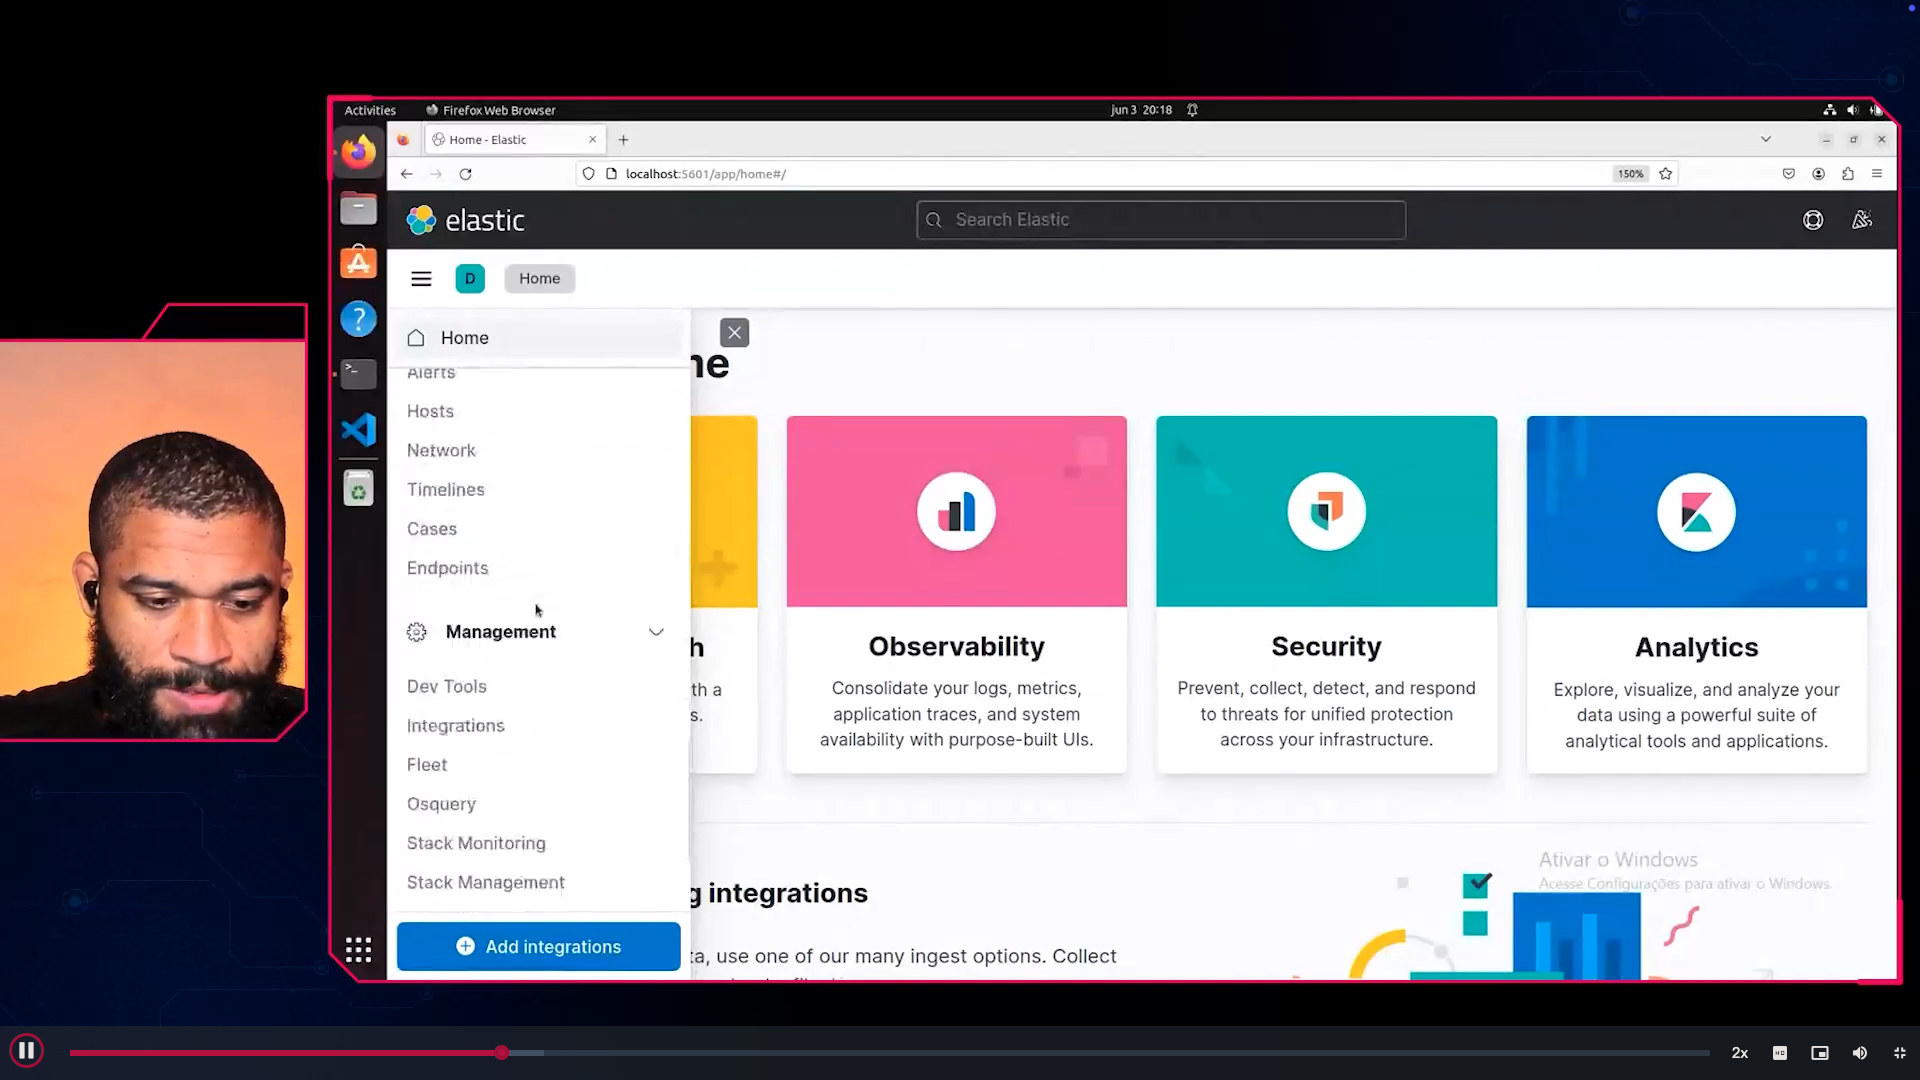 Activities
Firefox Web Browser
jun 3 20:18
Home - Elastic
localhost:5601/app/home#/
150%
elastic
Search Elastic
D
Home
Home
Alerts
Hosts
Network
Timelines
Cases
Endpoints
Management
Dev Tools
Integrations
Fleet
Osquery
Stack Monitoring
Stack Management
Add integrations
ne
h
th a
s.
Observability
Consolidate your logs, metrics,
application traces, and system
availability with purpose-built UIs.
Security
Prevent, collect, detect, and respond
to threats for unified protection
across your infrastructure.
Analytics
Explore, visualize, and analyze your
data using a powerful suite of
analytical tools and applications.
g integrations
ta, use one of our many ingest options. Collect
Ativar o Windows
Acesse Configurações para ativar o Windows.
2x
HD